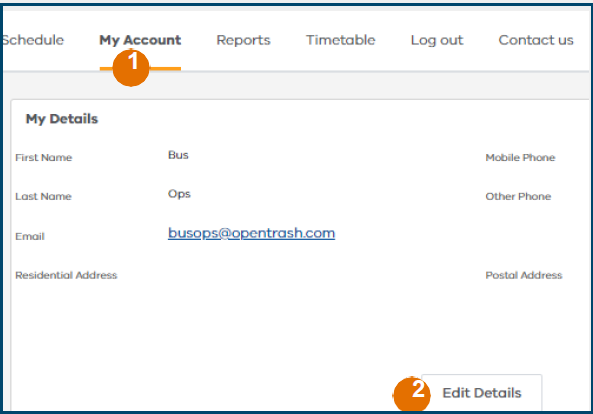 Schedule My Account Reports Timetable Log out Contact us
1
My Details
First Name Bus Mobile Phone
Last Name Ops Other Phone
Email busops@opentrash.com
Residential Address Postal Address
2 Edit Details